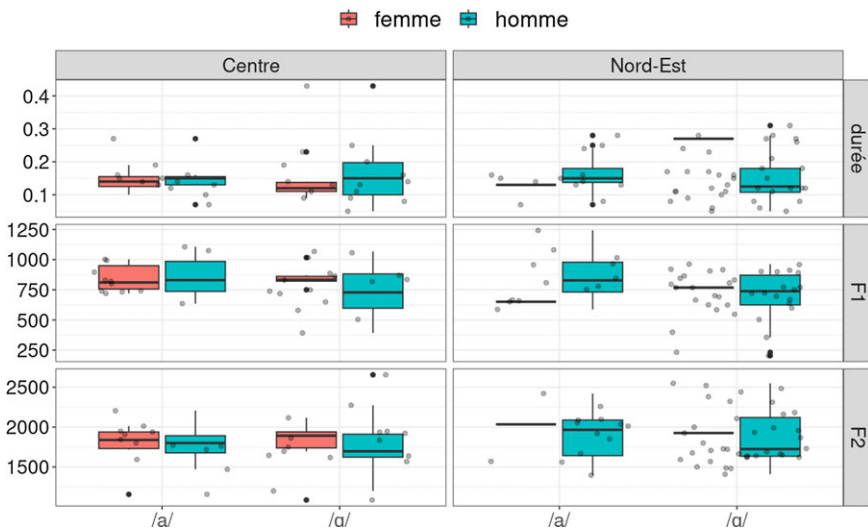 femme homme
Centre Nord-Est
0.4
0.3
0.2
0.1
durée
1250
1000
750
500
250
F1
2500
2000
1500
F2
/a/ /ɑ/ /a/ /ɑ/